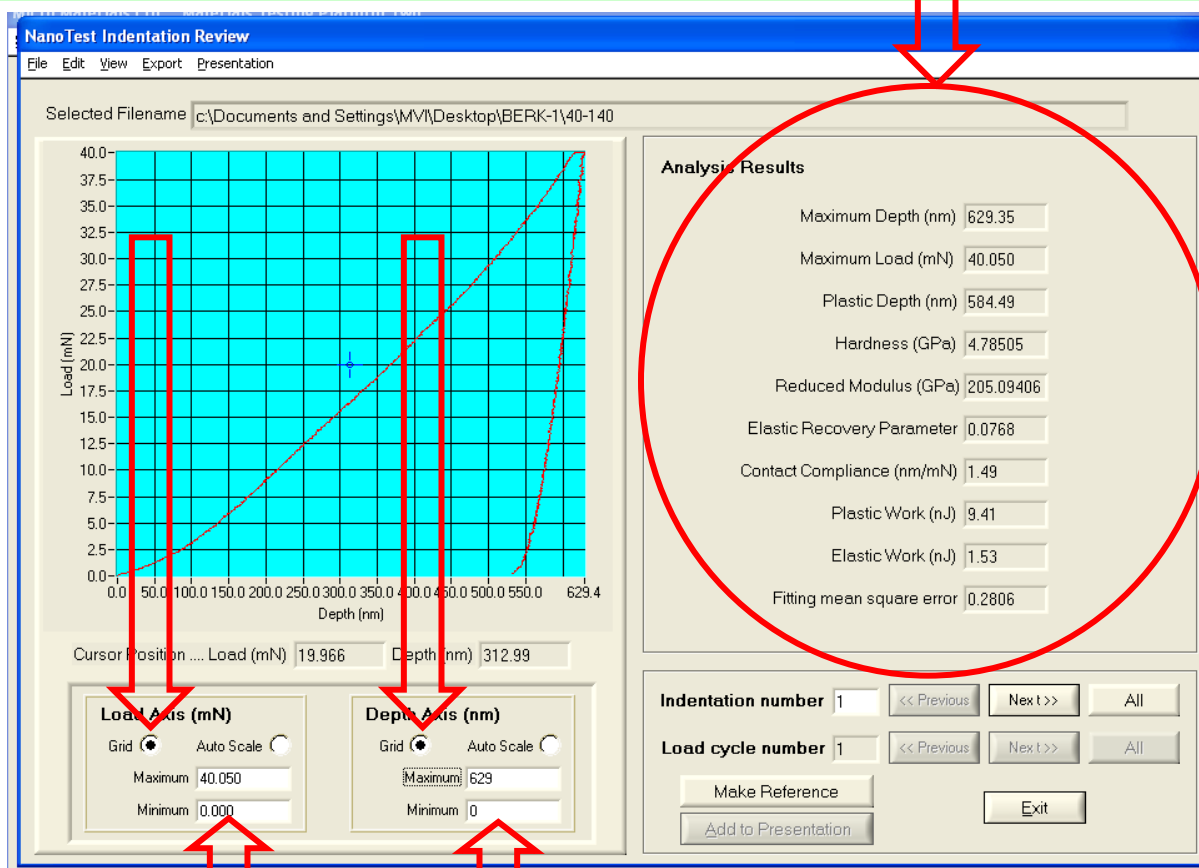 NanoTest Indentation Review
File Edit View Export Presentation
Selected Filename c:\Documents and Settings\MVI\Desktop\BERK-1\40-140
40.0
37.5
35.0
32.5
30.0
27.5
25.0
22.5
20.0
17.5
15.0
12.5
10.0
7.5
5.0
2.5
0.0
Load (mN)
0.0 50.0 100.0 150.0 200.0 250.0 300.0 350.0 400.0 450.0 500.0 550.0 629.4
Depth (nm)
Cursor Position .... Load (mN) 19.966 Depth (nm) 312.99
Load Axis (mN)
Grid Auto Scale
Maximum 40.050
Minimum 0.000
Depth Axis (nm)
Grid Auto Scale
Maximum 629
Minimum 0
Analysis Results
Maximum Depth (nm) 629.35
Maximum Load (mN) 40.050
Plastic Depth (nm) 584.49
Hardness (GPa) 4.78505
Reduced Modulus (GPa) 205.09406
Elastic Recovery Parameter 0.0768
Contact Compliance (nm/mN) 1.49
Plastic Work (nJ) 9.41
Elastic Work (nJ) 1.53
Fitting mean square error 0.2806
Indentation number 1 << Previous Next >> All
Load cycle number 1 << Previous Next >> All
Make Reference
Add to Presentation
Exit